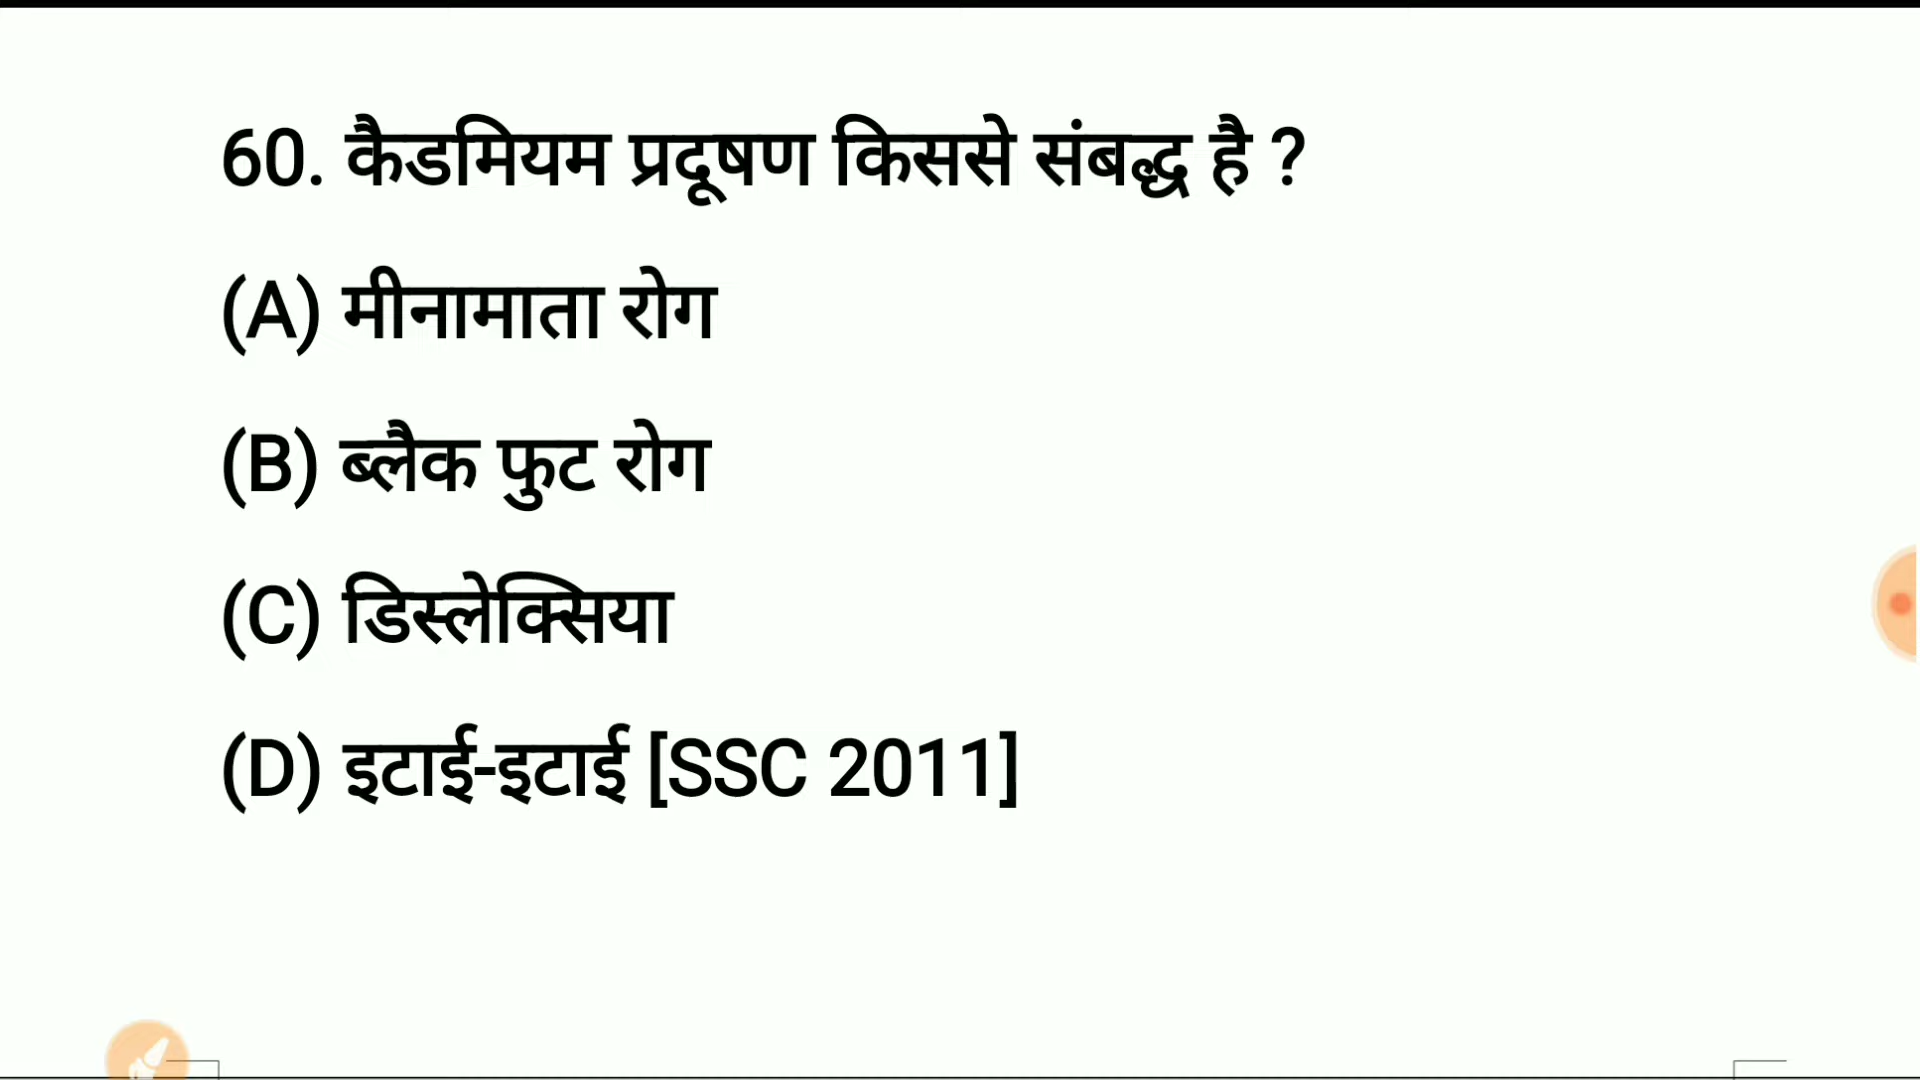 60. कैडमियम प्रदूषण किससे संबद्ध है ?
(A) मीनामाता रोग
(B) ब्लैक फुट रोग
(C) डिस्लेक्सिया
(D) इटाई-इटाई [SSC 2011]